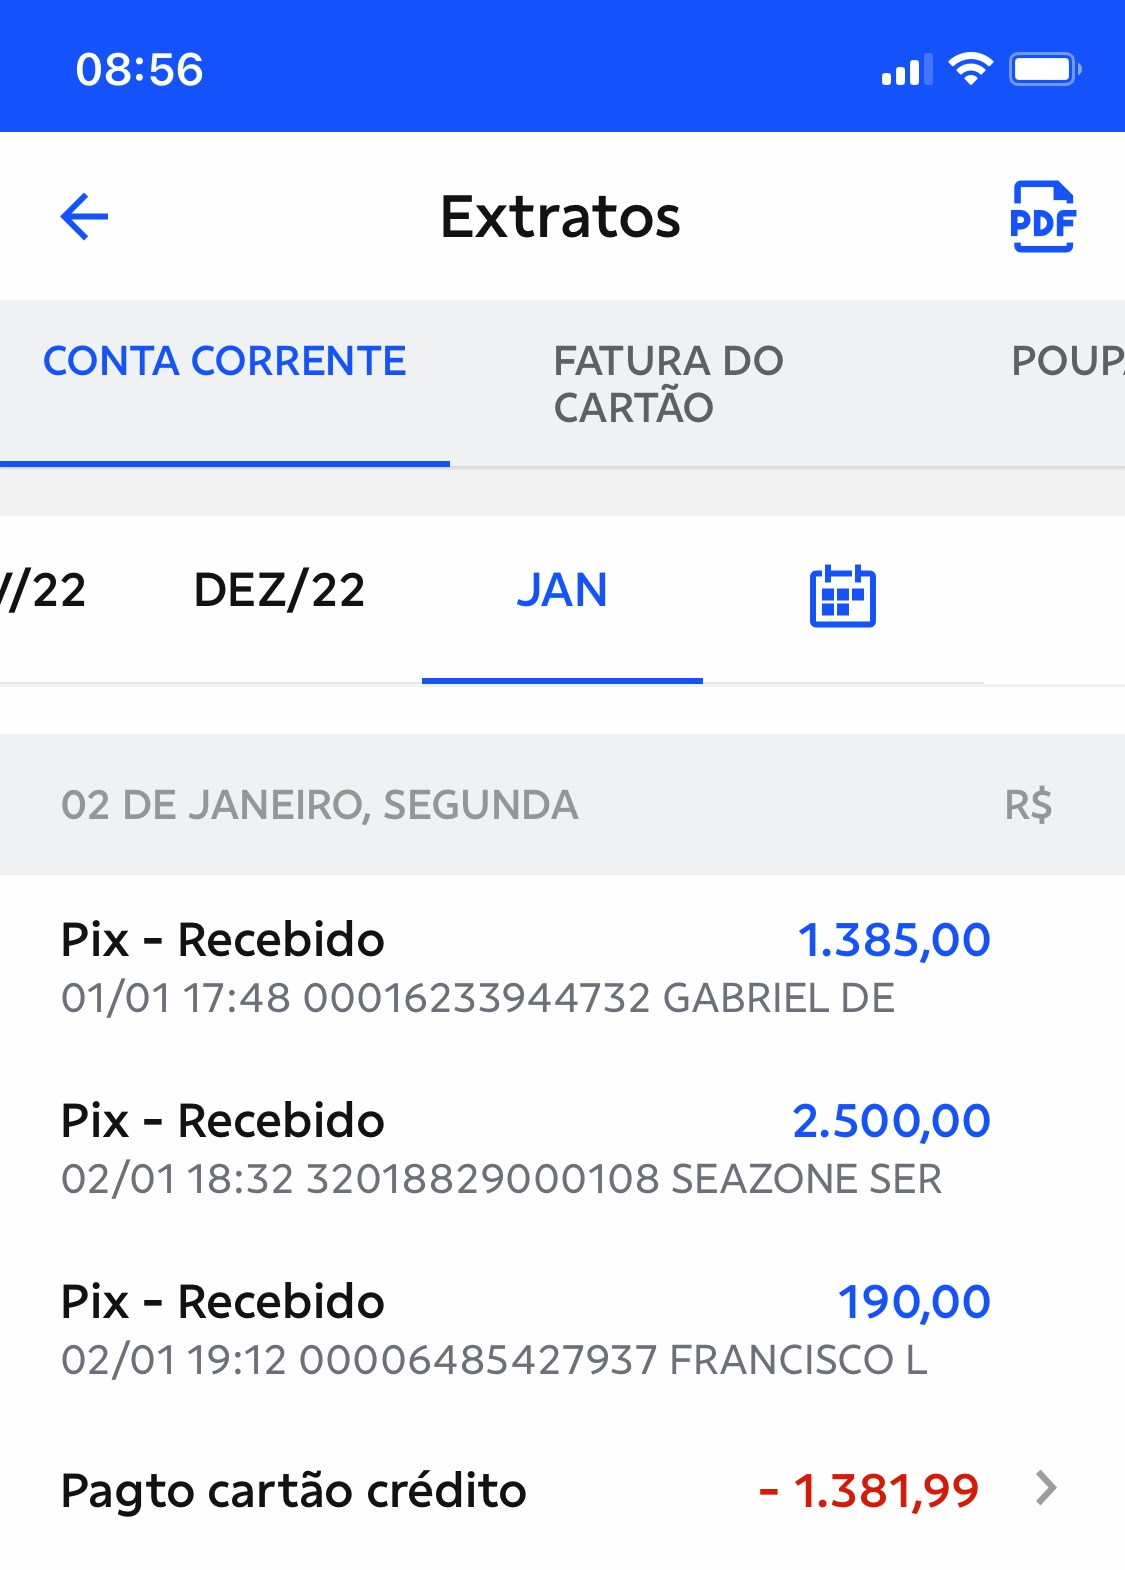 08:56
Extratos
PDF
CONTA CORRENTE
FATURA DO
CARTÃO
POUP
/22
DEZ/22
JAN
02 DE JANEIRO, SEGUNDA R$
Pix - Recebido 1.385,00
01/01 17:48 00016233944732 GABRIEL DE
Pix - Recebido 2.500,00
02/01 18:32 32018829000108 SEAZONE SER
Pix - Recebido 190,00
02/01 19:12 00006485427937 FRANCISCO L
Pagto cartão crédito - 1.381,99